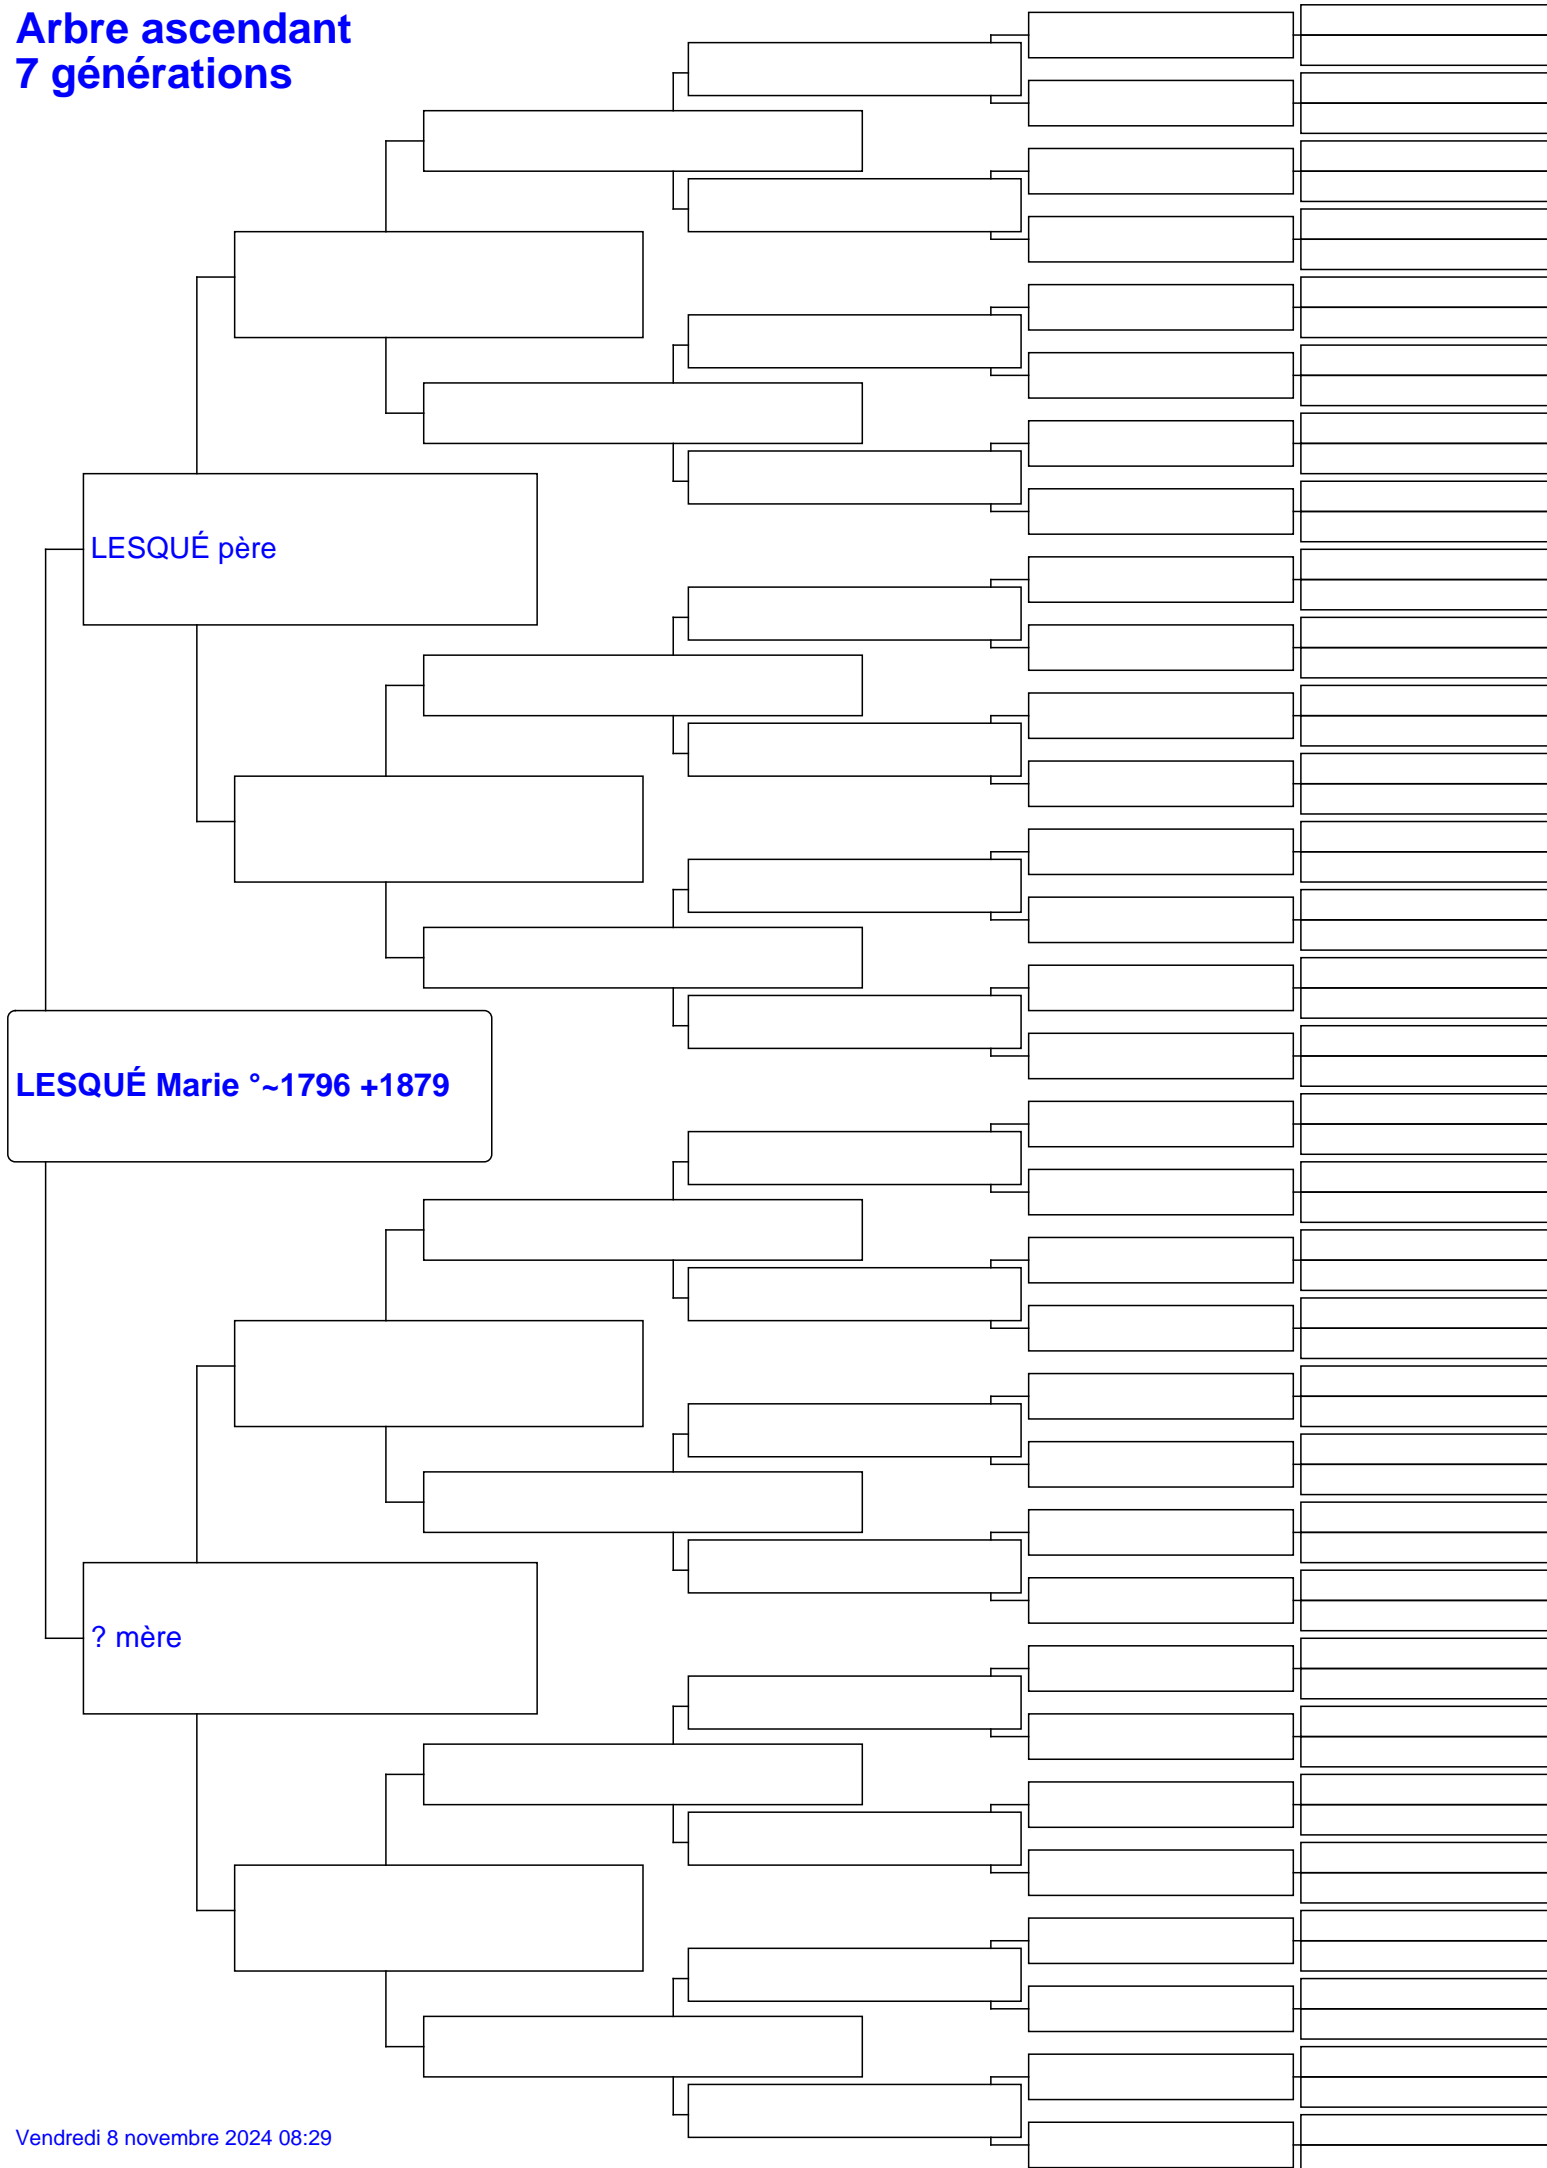 Arbre ascendant
7 générations
LESQUÉ père
LESQUÉ Marie °~1796 +1879
? mère
Vendredi 8 novembre 2024 08:29